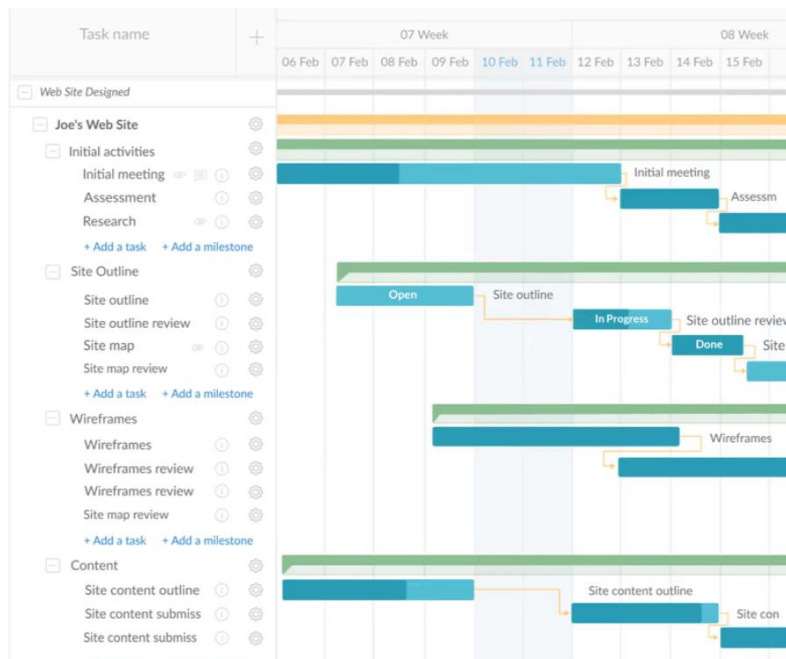 Task name
07 Week
08 Week
06 Feb 07 Feb 08 Feb 09 Feb 10 Feb 11 Feb 12 Feb 13 Feb 14 Feb 15 Feb
Web Site Designed
Joe's Web Site
Initial activities
Initial meeting Initial meeting
Assessment Assessm
Research
+ Add a task + Add a milestone
Site Outline
Site outline Open Site outline
Site outline review In Progress Site outline review
Site map Done Site
Site map review
+ Add a task + Add a milestone
Wireframes
Wireframes Wireframes
Wireframes review
Wireframes review
Site map review
+ Add a task + Add a milestone
Content
Site content outline Site content outline
Site content submiss Site con
Site content submiss